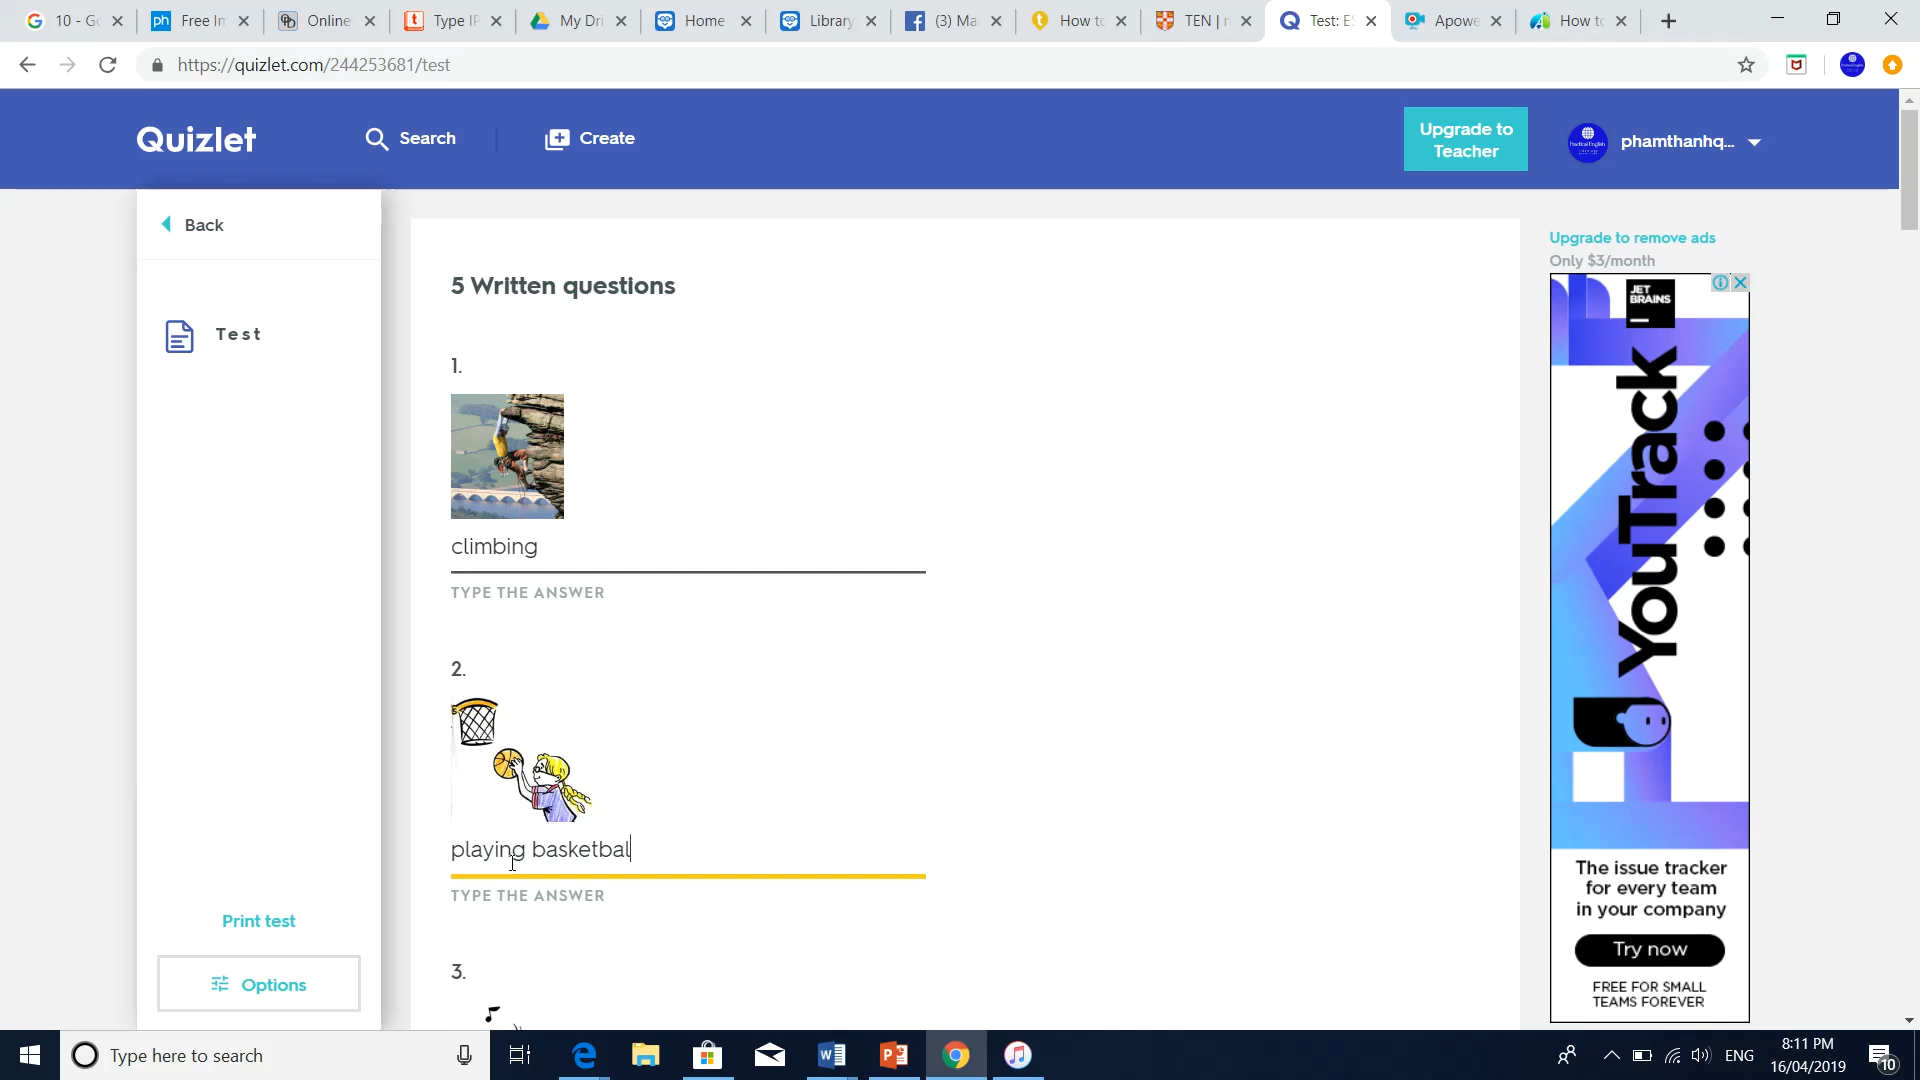 10 - Go
Free Im
Online
Type IP
My Dri
Home
Library
(3) Ma
How to
TEN | r
Test: ES
Apowe
How to
https://quizlet.com/244253681/test
Quizlet
Search
Create
Upgrade to
Teacher
phamthanhq...
Back
Test
5 Written questions
1.
climbing
TYPE THE ANSWER
2.
playing basketbal
TYPE THE ANSWER
3.
Print test
Options
Upgrade to remove ads
Only $3/month
JET
BRAINS
YouTrack
The issue tracker
for every team
in your company
Try now
FREE FOR SMALL
TEAMS FOREVER
Type here to search
ENG
8:11 PM
16/04/2019
10